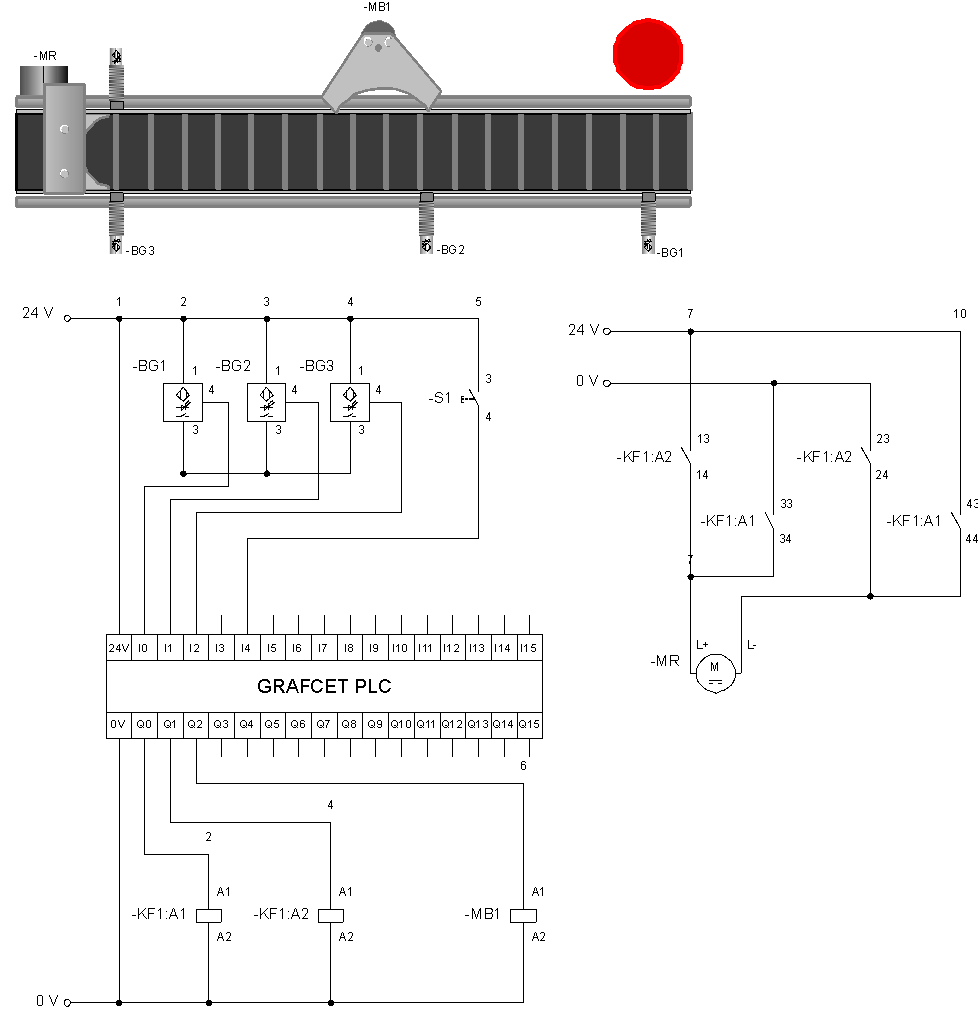 -MB1
-MR
-BG3
-BG2
-BG1
24 V
1
2
3
4
5
-BG1
1
4
3
-BG2
1
4
3
-BG3
1
4
3
-S1
3
4
24V I0 I1 I2 I3 I4 I5 I6 I7 I8 I9 I10 I11 I12 I13 I14 I15
GRAFCET PLC
0V Q0 Q1 Q2 Q3 Q4 Q5 Q6 Q7 Q8 Q9 Q10 Q11 Q12 Q13 Q14 Q15
6
4
2
-KF1:A1
A1
A2
-KF1:A2
A1
A2
-MB1
A1
A2
0 V
7
10
24 V
0 V
-KF1:A2
13
14
-KF1:A2
23
24
-KF1:A1
33
34
-KF1:A1
43
44
7
L+
L-
-MR
M